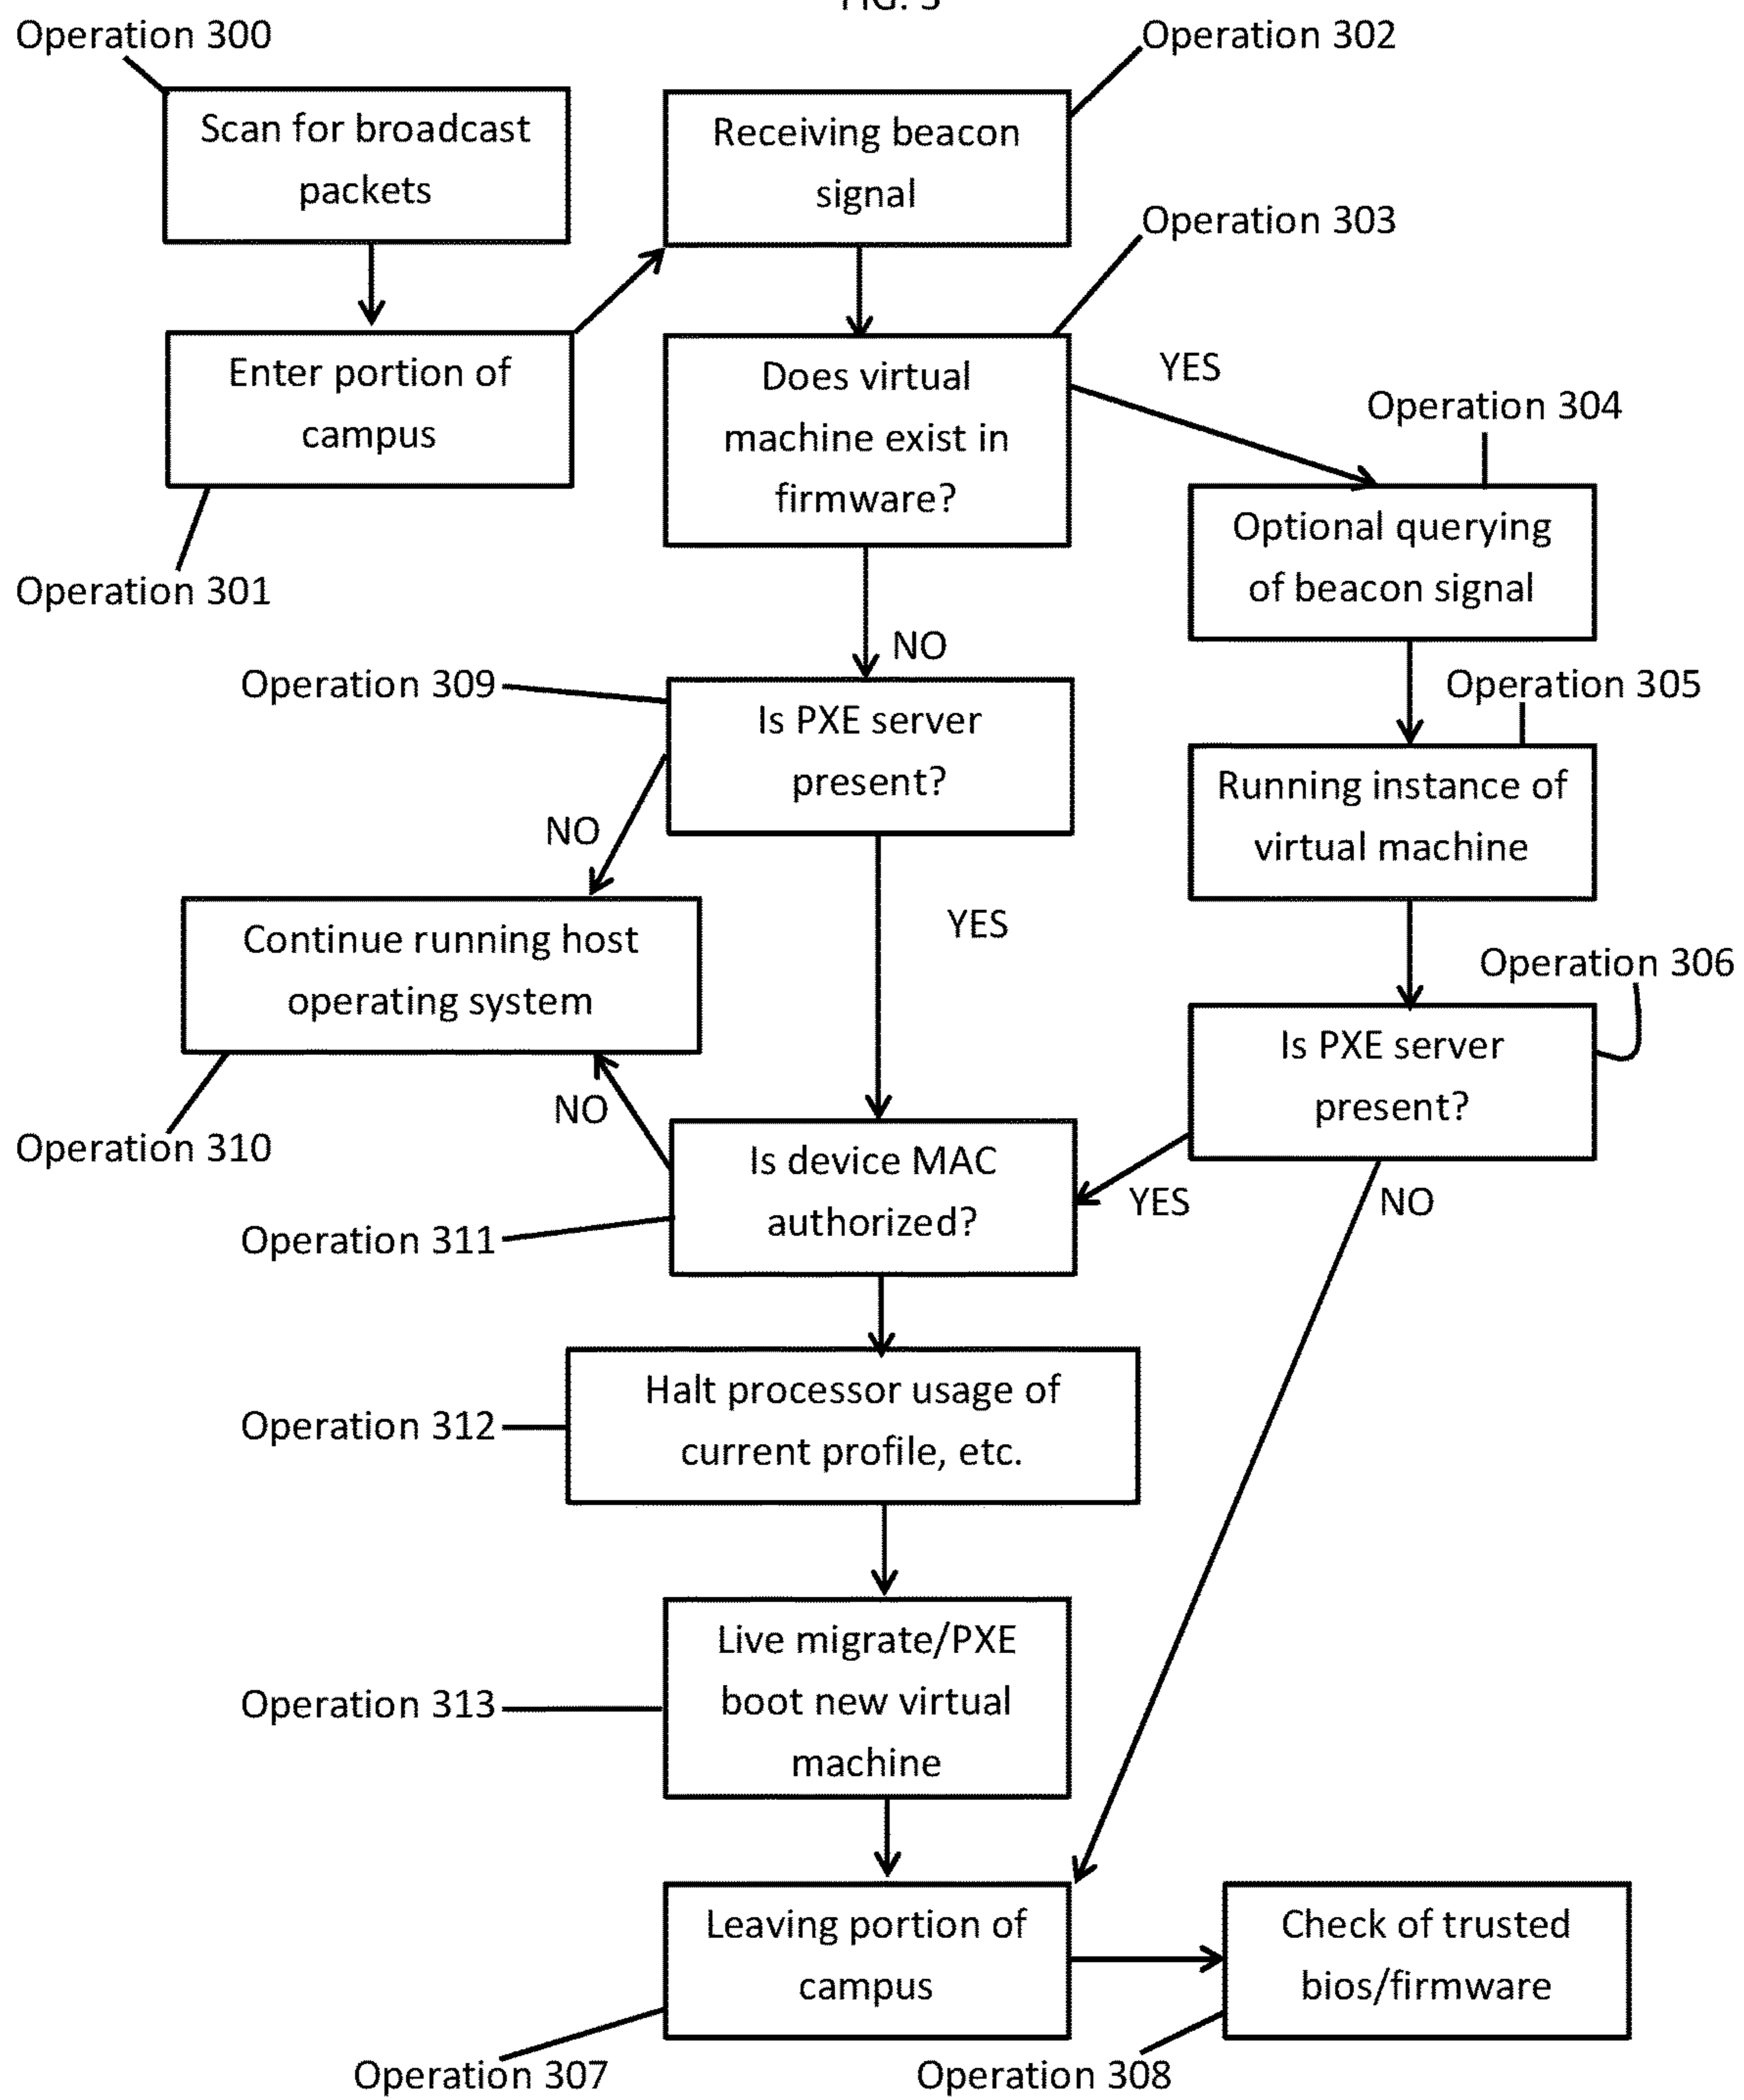 FIG. 3
Operation 300
Operation 302
Scan for broadcast
packets
Receiving beacon
signal
Operation 303
Enter portion of
campus
Does virtual
machine exist in
firmware?
YES
Operation 304
Optional querying
of beacon signal
Operation 301
NO
Operation 309
Is PXE server
present?
Operation 305
Running instance of
virtual machine
NO
Continue running host
operating system
YES
Operation 306
Is PXE server
present?
Operation 310
NO
Is device MAC
authorized?
YES
NO
Operation 311
Halt processor usage of
current profile, etc.
Operation 312
Live migrate/PXE
boot new virtual
machine
Operation 313
Leaving portion of
campus
Check of trusted
bios/firmware
Operation 307
Operation 308